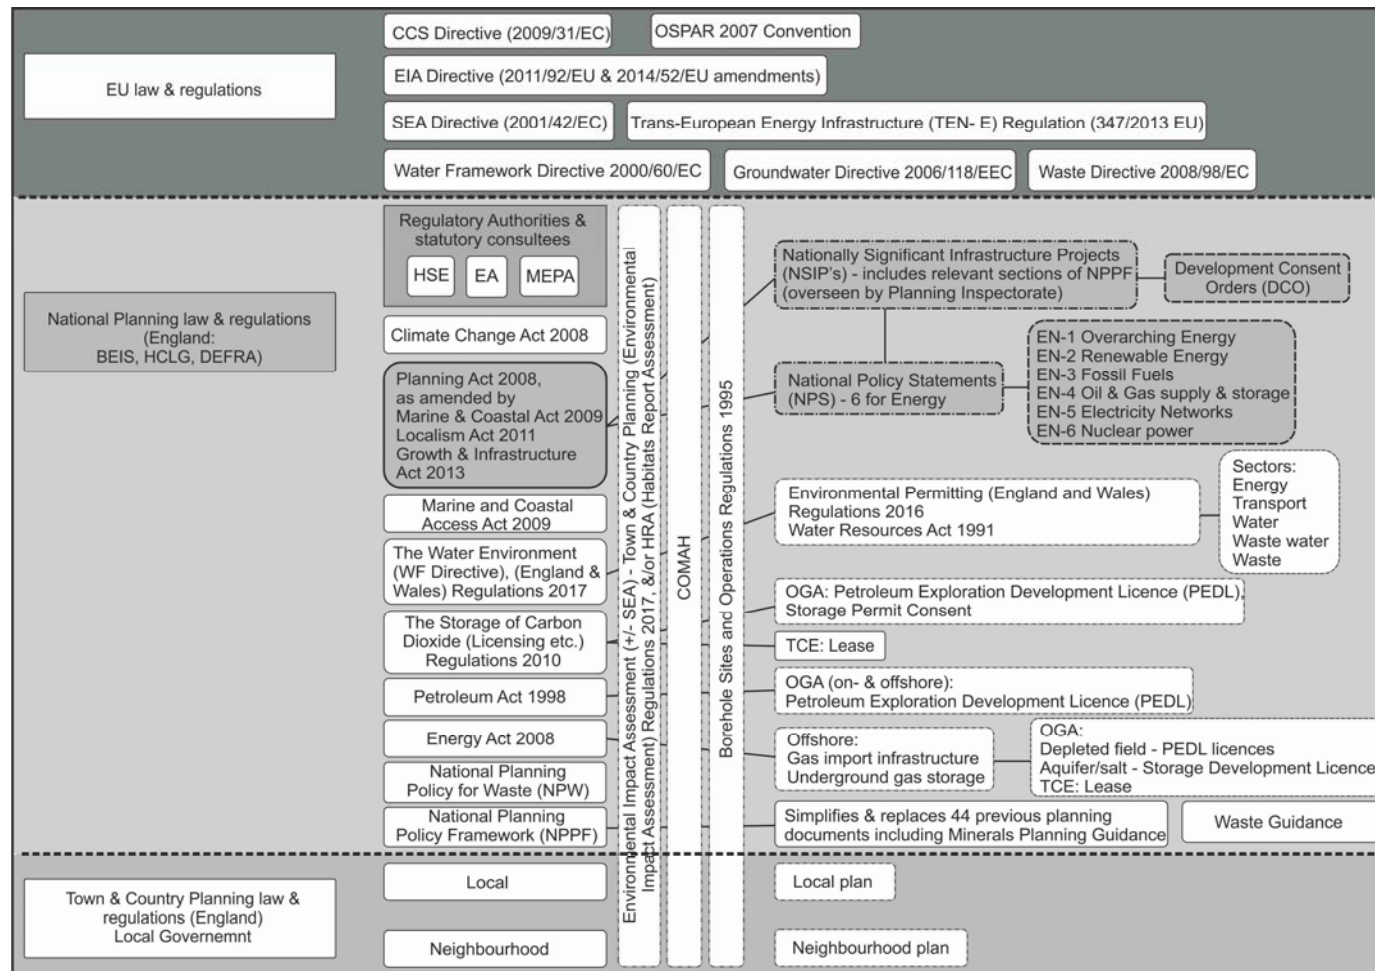 EU law & regulations
CCS Directive (2009/31/EC)
OSPAR 2007 Convention
EIA Directive (2011/92/EU & 2014/52/EU amendments)
SEA Directive (2001/42/EC)
Trans-European Energy Infrastructure (TEN- E) Regulation (347/2013 EU)
Water Framework Directive 2000/60/EC
Groundwater Directive 2006/118/EEC
Waste Directive 2008/98/EC
National Planning law & regulations
(England:
BEIS, HCLG, DEFRA)
Regulatory Authorities &
statutory consultees
HSE
EA
MEPA
Climate Change Act 2008
Planning Act 2008,
as amended by
Marine & Coastal Act 2009
Localism Act 2011
Growth & Infrastructure
Act 2013
Marine and Coastal
Access Act 2009
The Water Environment
(WF Directive), (England &
Wales) Regulations 2017
The Storage of Carbon
Dioxide (Licensing etc.)
Regulations 2010
Petroleum Act 1998
Energy Act 2008
National Planning
Policy for Waste (NPW)
National Planning
Policy Framework (NPPF)
Environmental Impact Assessment (+/- SEA) - Town & Country Planning (Environmental
Impact Assessment) Regulations 2017, &/or HRA (Habitats Report Assessment)
COMAH
Borehole Sites and Operations Regulations 1995
Nationally Significant Infrastructure Projects
(NSIP's) - includes relevant sections of NPPF
(overseen by Planning Inspectorate)
Development Consent
Orders (DCO)
National Policy Statements
(NPS) - 6 for Energy
EN-1 Overarching Energy
EN-2 Renewable Energy
EN-3 Fossil Fuels
EN-4 Oil & Gas supply & storage
EN-5 Electricity Networks
EN-6 Nuclear power
Environmental Permitting (England and Wales)
Regulations 2016
Water Resources Act 1991
Sectors:
Energy
Transport
Water
Waste water
Waste
OGA: Petroleum Exploration Development Licence (PEDL),
Storage Permit Consent
TCE: Lease
OGA (on- & offshore):
Petroleum Exploration Development Licence (PEDL)
Offshore:
Gas import infrastructure
Underground gas storage
OGA:
Depleted field - PEDL licences
Aquifer/salt - Storage Development Licence
TCE: Lease
Simplifies & replaces 44 previous planning
documents including Minerals Planning Guidance
Waste Guidance
Town & Country Planning law &
regulations (England)
Local Governemnt
Local
Local plan
Neighbourhood
Neighbourhood plan